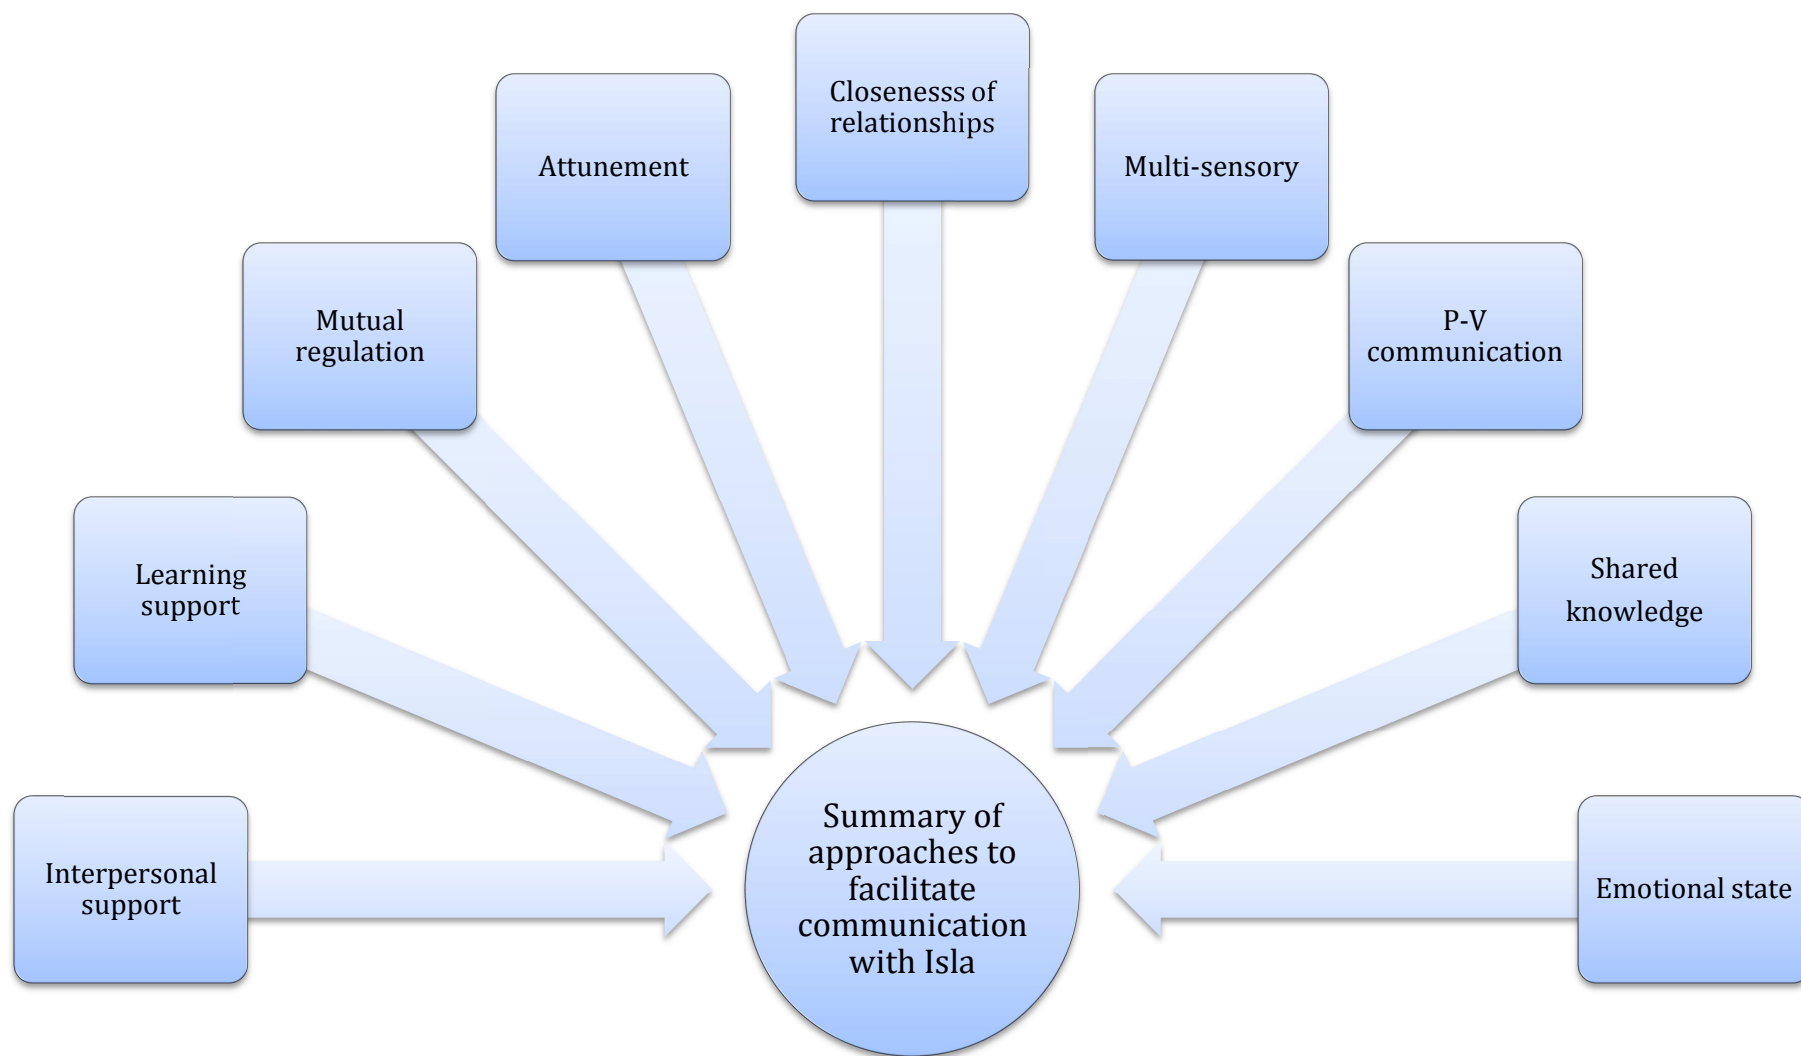 Closenesss of
relationships
Attunement
Multi-sensory
Mutual
regulation
P-V
communication
Learning
support
Shared
knowledge
Interpersonal
support
Summary of
approaches to
facilitate
communication
with Isla
Emotional state